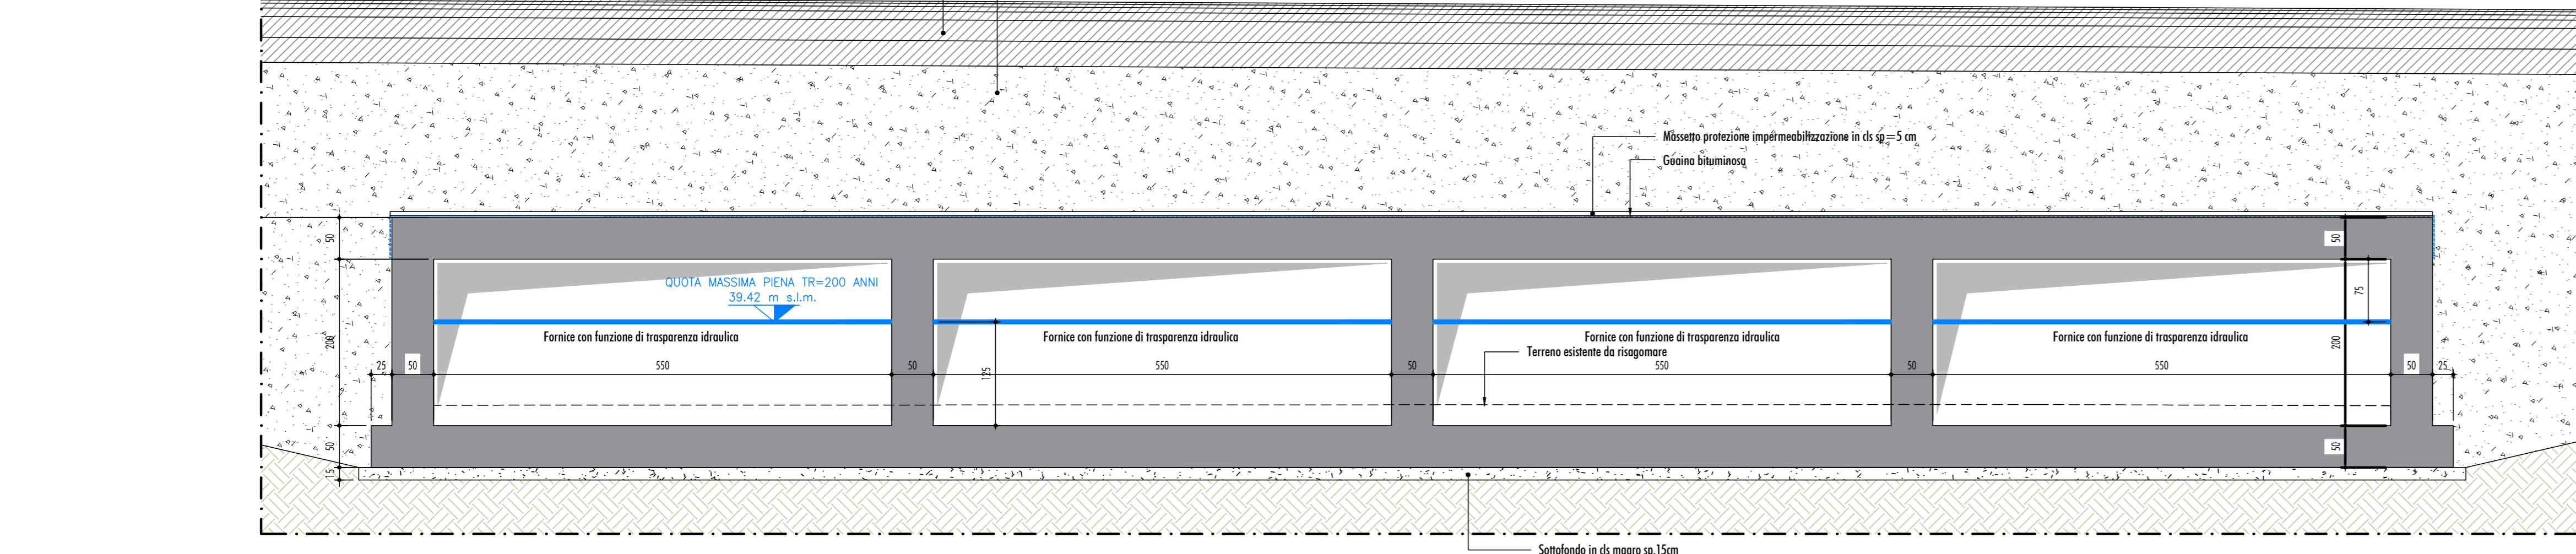 Massetto protezione impermeabilizzazione in cls sp=5 cm
Guaina bituminosa
50
50
QUOTA MASSIMA PIENA TR=200 ANNI
39.42 m s.l.m.
75
Fornice con funzione di trasparenza idraulica
Fornice con funzione di trasparenza idraulica
Fornice con funzione di trasparenza idraulica
Fornice con funzione di trasparenza idraulica
200
200
Terreno esistente da risagomare
25
50
550
50
550
50
550
50
550
50
25
125
50
50
15
Sottofondo in cls magro sp.15cm